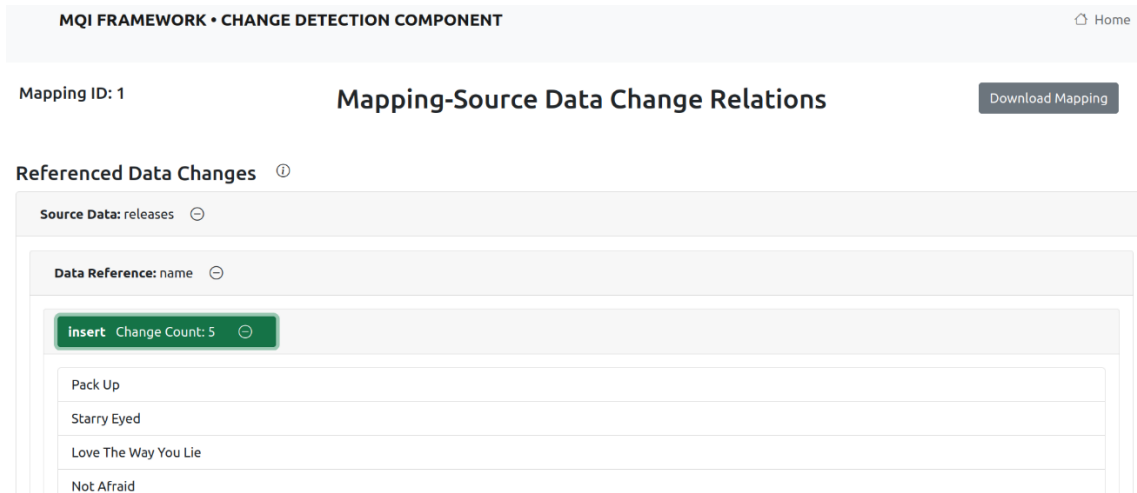 MQI FRAMEWORK • CHANGE DETECTION COMPONENT
Home
Mapping ID: 1
Mapping-Source Data Change Relations
Download Mapping
Referenced Data Changes
Source Data: releases
Data Reference: name
insert Change Count: 5
Pack Up
Starry Eyed
Love The Way You Lie
Not Afraid